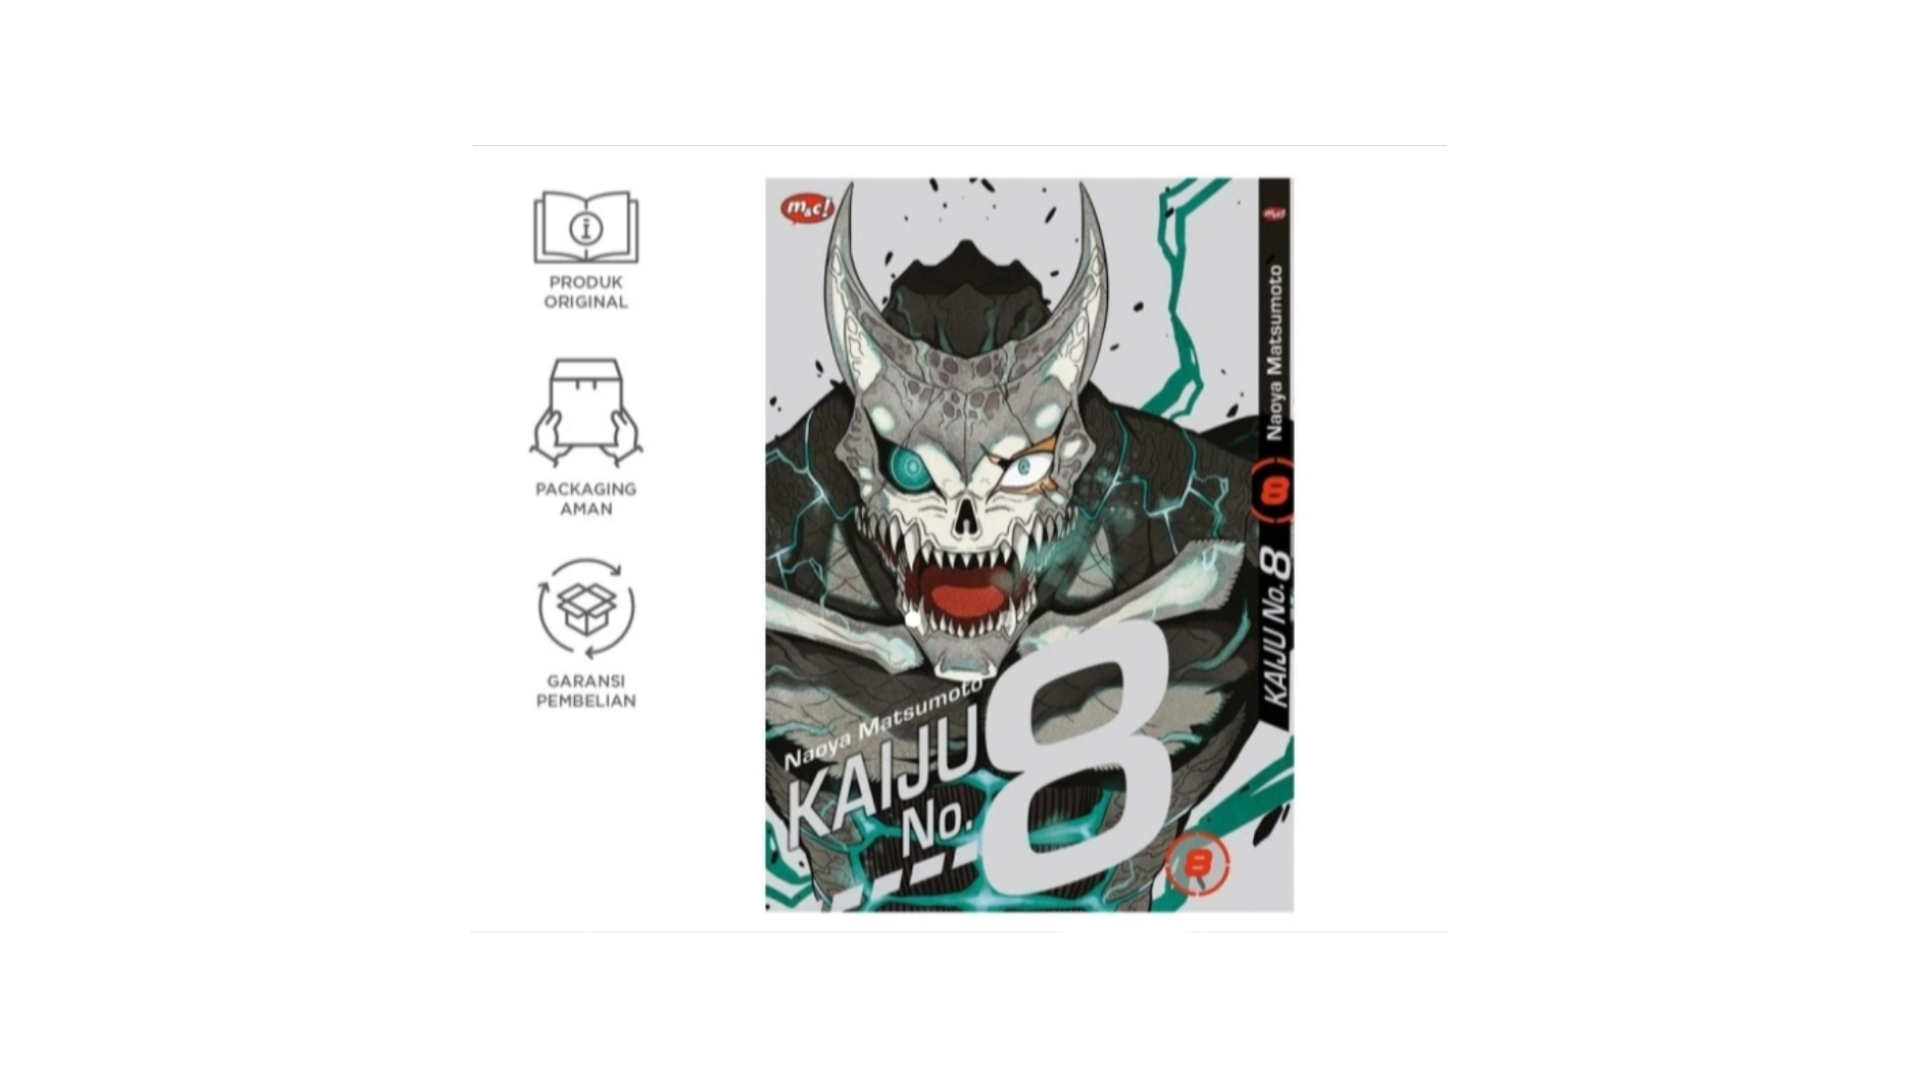 PRODUK
ORIGINAL
PACKAGING
AMAN
GARANSI
PEMBELIAN
m&c!
Naoya Matsumoto
KAIJU
No. 8
8
m&c!
Naoya Matsumoto
8
KAIJU No. 8